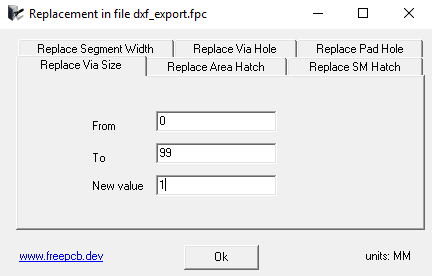 Replacement in file dxf_export.fpc
Replace Segment Width Replace Via Hole Replace Pad Hole
Replace Via Size Replace Area Hatch Replace SM Hatch
From 0
To 99
New value 1
www.freepcb.dev Ok units: MM